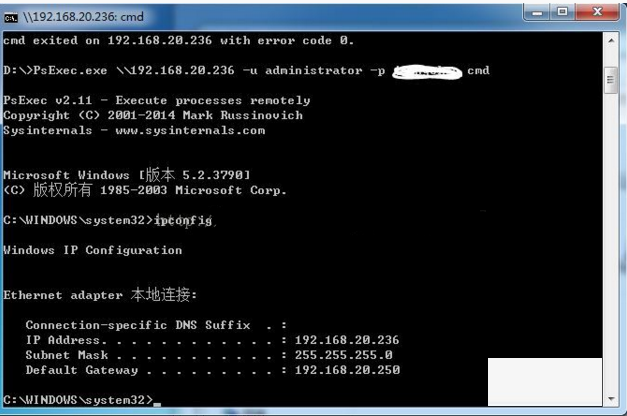 \\192.168.20.236: cmd
cmd exited on 192.168.20.236 with error code 0.
D:\>PsExec.exe \\192.168.20.236 -u administrator -p cmd
PsExec v2.11 - Execute processes remotely
Copyright (C) 2001-2014 Mark Russinovich
Sysinternals - www.sysinternals.com
Microsoft Windows [版本 5.2.3790]
(C) 版权所有 1985-2003 Microsoft Corp.
C:\WINDOWS\system32>ipconfig
Windows IP Configuration
Ethernet adapter 本地连接:
Connection-specific DNS Suffix . :
IP Address. . . . . . . . . . . . : 192.168.20.236
Subnet Mask . . . . . . . . . . . : 255.255.255.0
Default Gateway . . . . . . . . . : 192.168.20.250
C:\WINDOWS\system32>